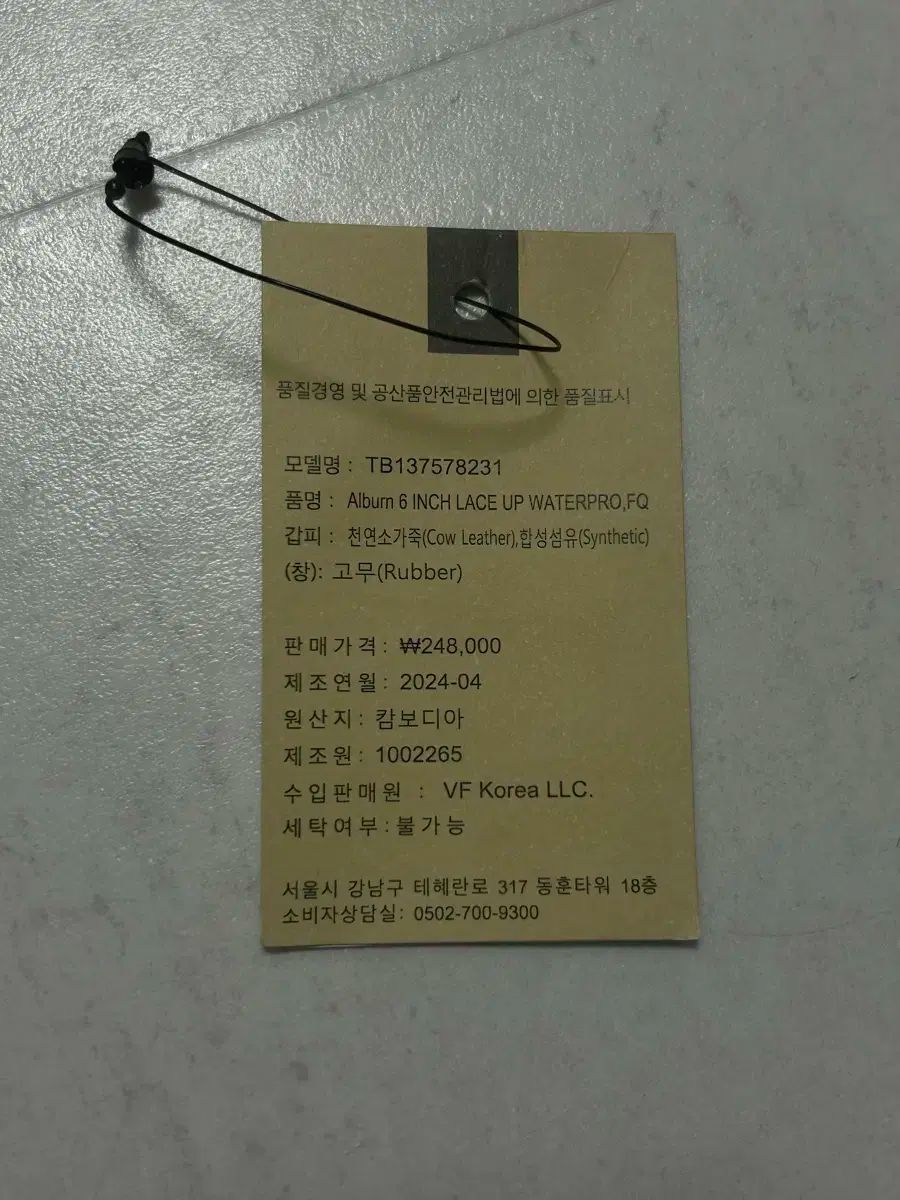 품질경영 및 공산품안전관리법에 의한 품질표시
모델명 : TB137578231
품명 : Alburn 6 INCH LACE UP WATERPRO,FQ
갑피 : 천연소가죽(Cow Leather),합성섬유(Synthetic)
(창): 고무(Rubber)
판매가격 : ₩248,000
제조연월 : 2024-04
원산지 : 캄보디아
제조원 : 1002265
수입판매원 : VF Korea LLC.
세탁여부 : 불가능
서울시 강남구 테헤란로 317 동훈타워 18층
소비자상담실: 0502-700-9300